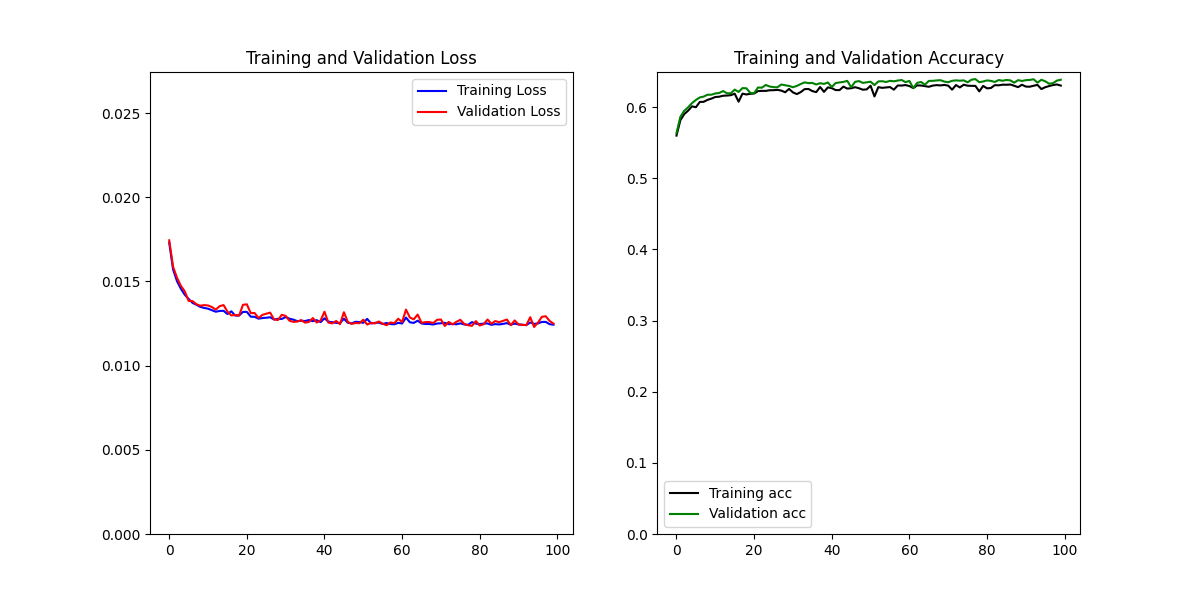 Training and Validation Loss
0.025
0.020
0.015
0.010
0.005
0.000
0 20 40 60 80 100
Training Loss
Validation Loss
Training and Validation Accuracy
0.6
0.5
0.4
0.3
0.2
0.1
0.0
0 20 40 60 80 100
Training acc
Validation acc